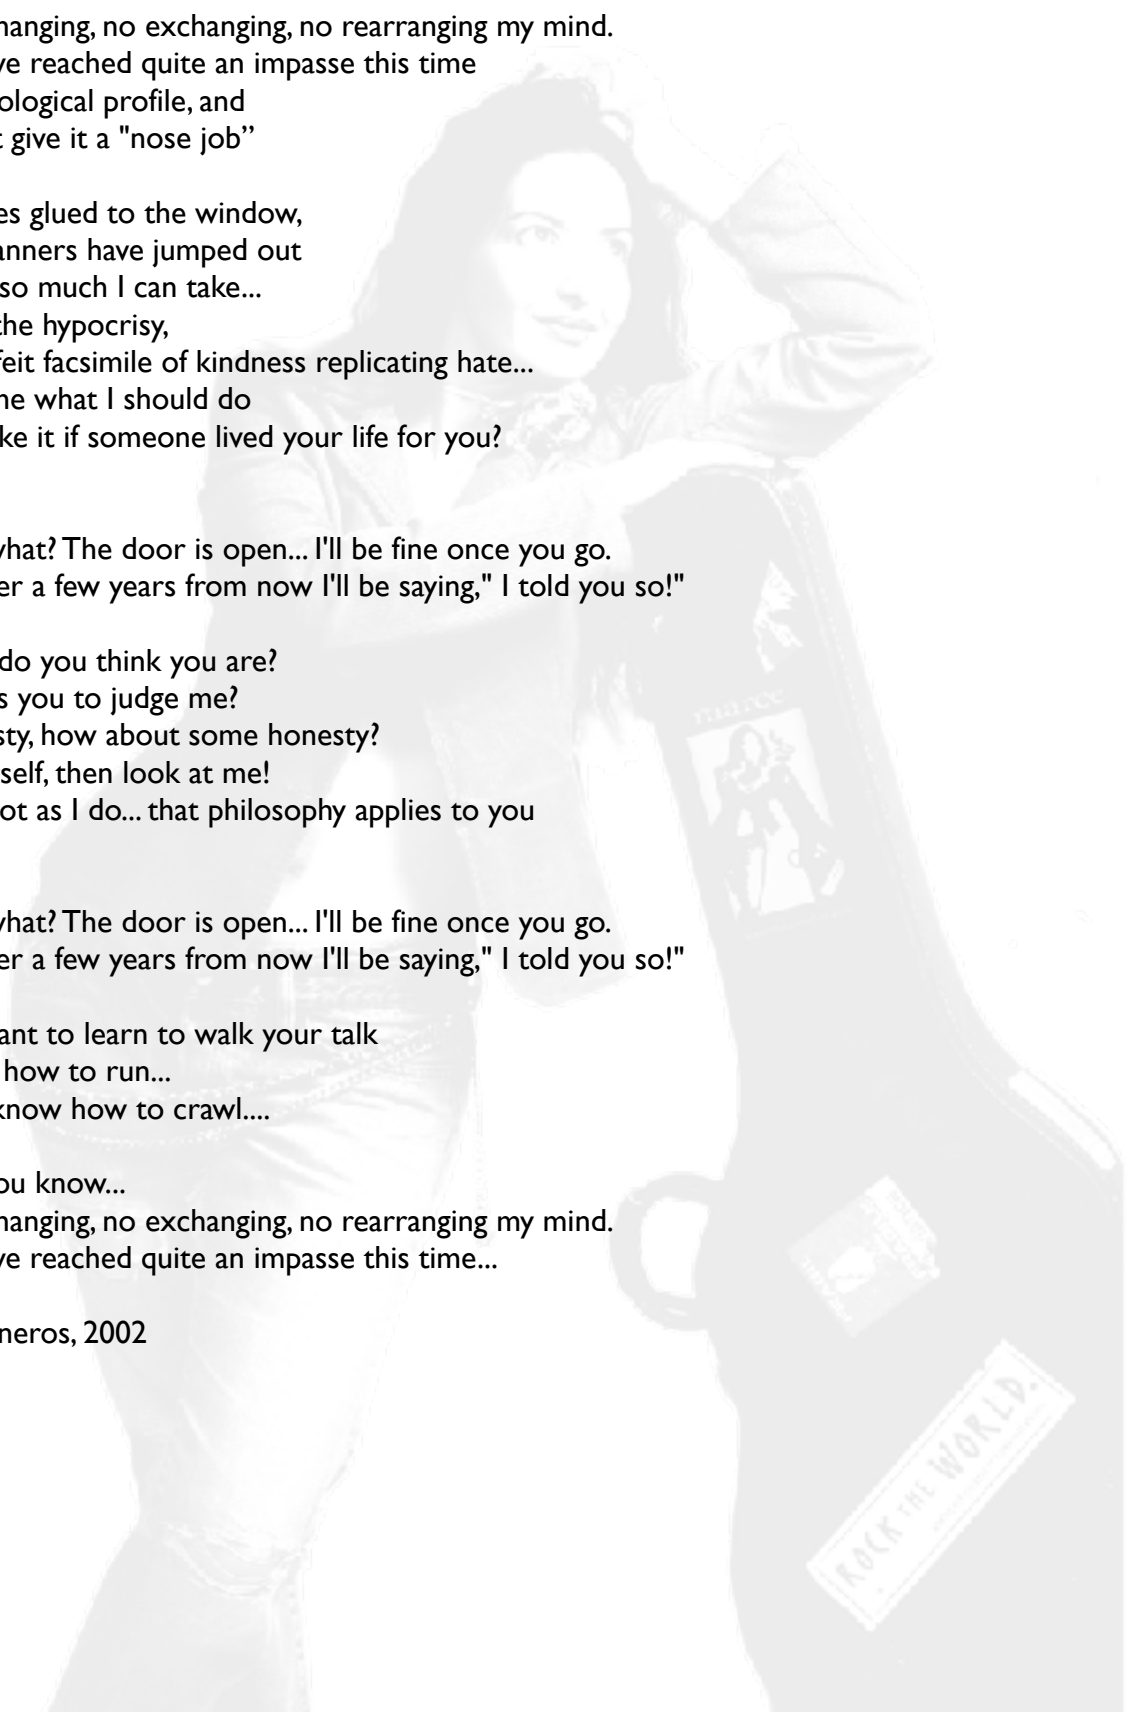 hanging, no exchanging, no rearranging my mind.
ve reached quite an impasse this time
ological profile, and
t give it a "nose job”
es glued to the window,
anners have jumped out
so much I can take...
the hypocrisy,
feit facsimile of kindness replicating hate...
ne what I should do
ke it if someone lived your life for you?
what? The door is open... I'll be fine once you go.
er a few years from now I'll be saying," I told you so!"
do you think you are?
s you to judge me?
sty, how about some honesty?
rself, then look at me!
ot as I do... that philosophy applies to you
what? The door is open... I'll be fine once you go.
er a few years from now I'll be saying," I told you so!"
ant to learn to walk your talk
how to run...
know how to crawl....
ou know...
hanging, no exchanging, no rearranging my mind.
ve reached quite an impasse this time...
neros, 2002
ROCK THE WORLD.